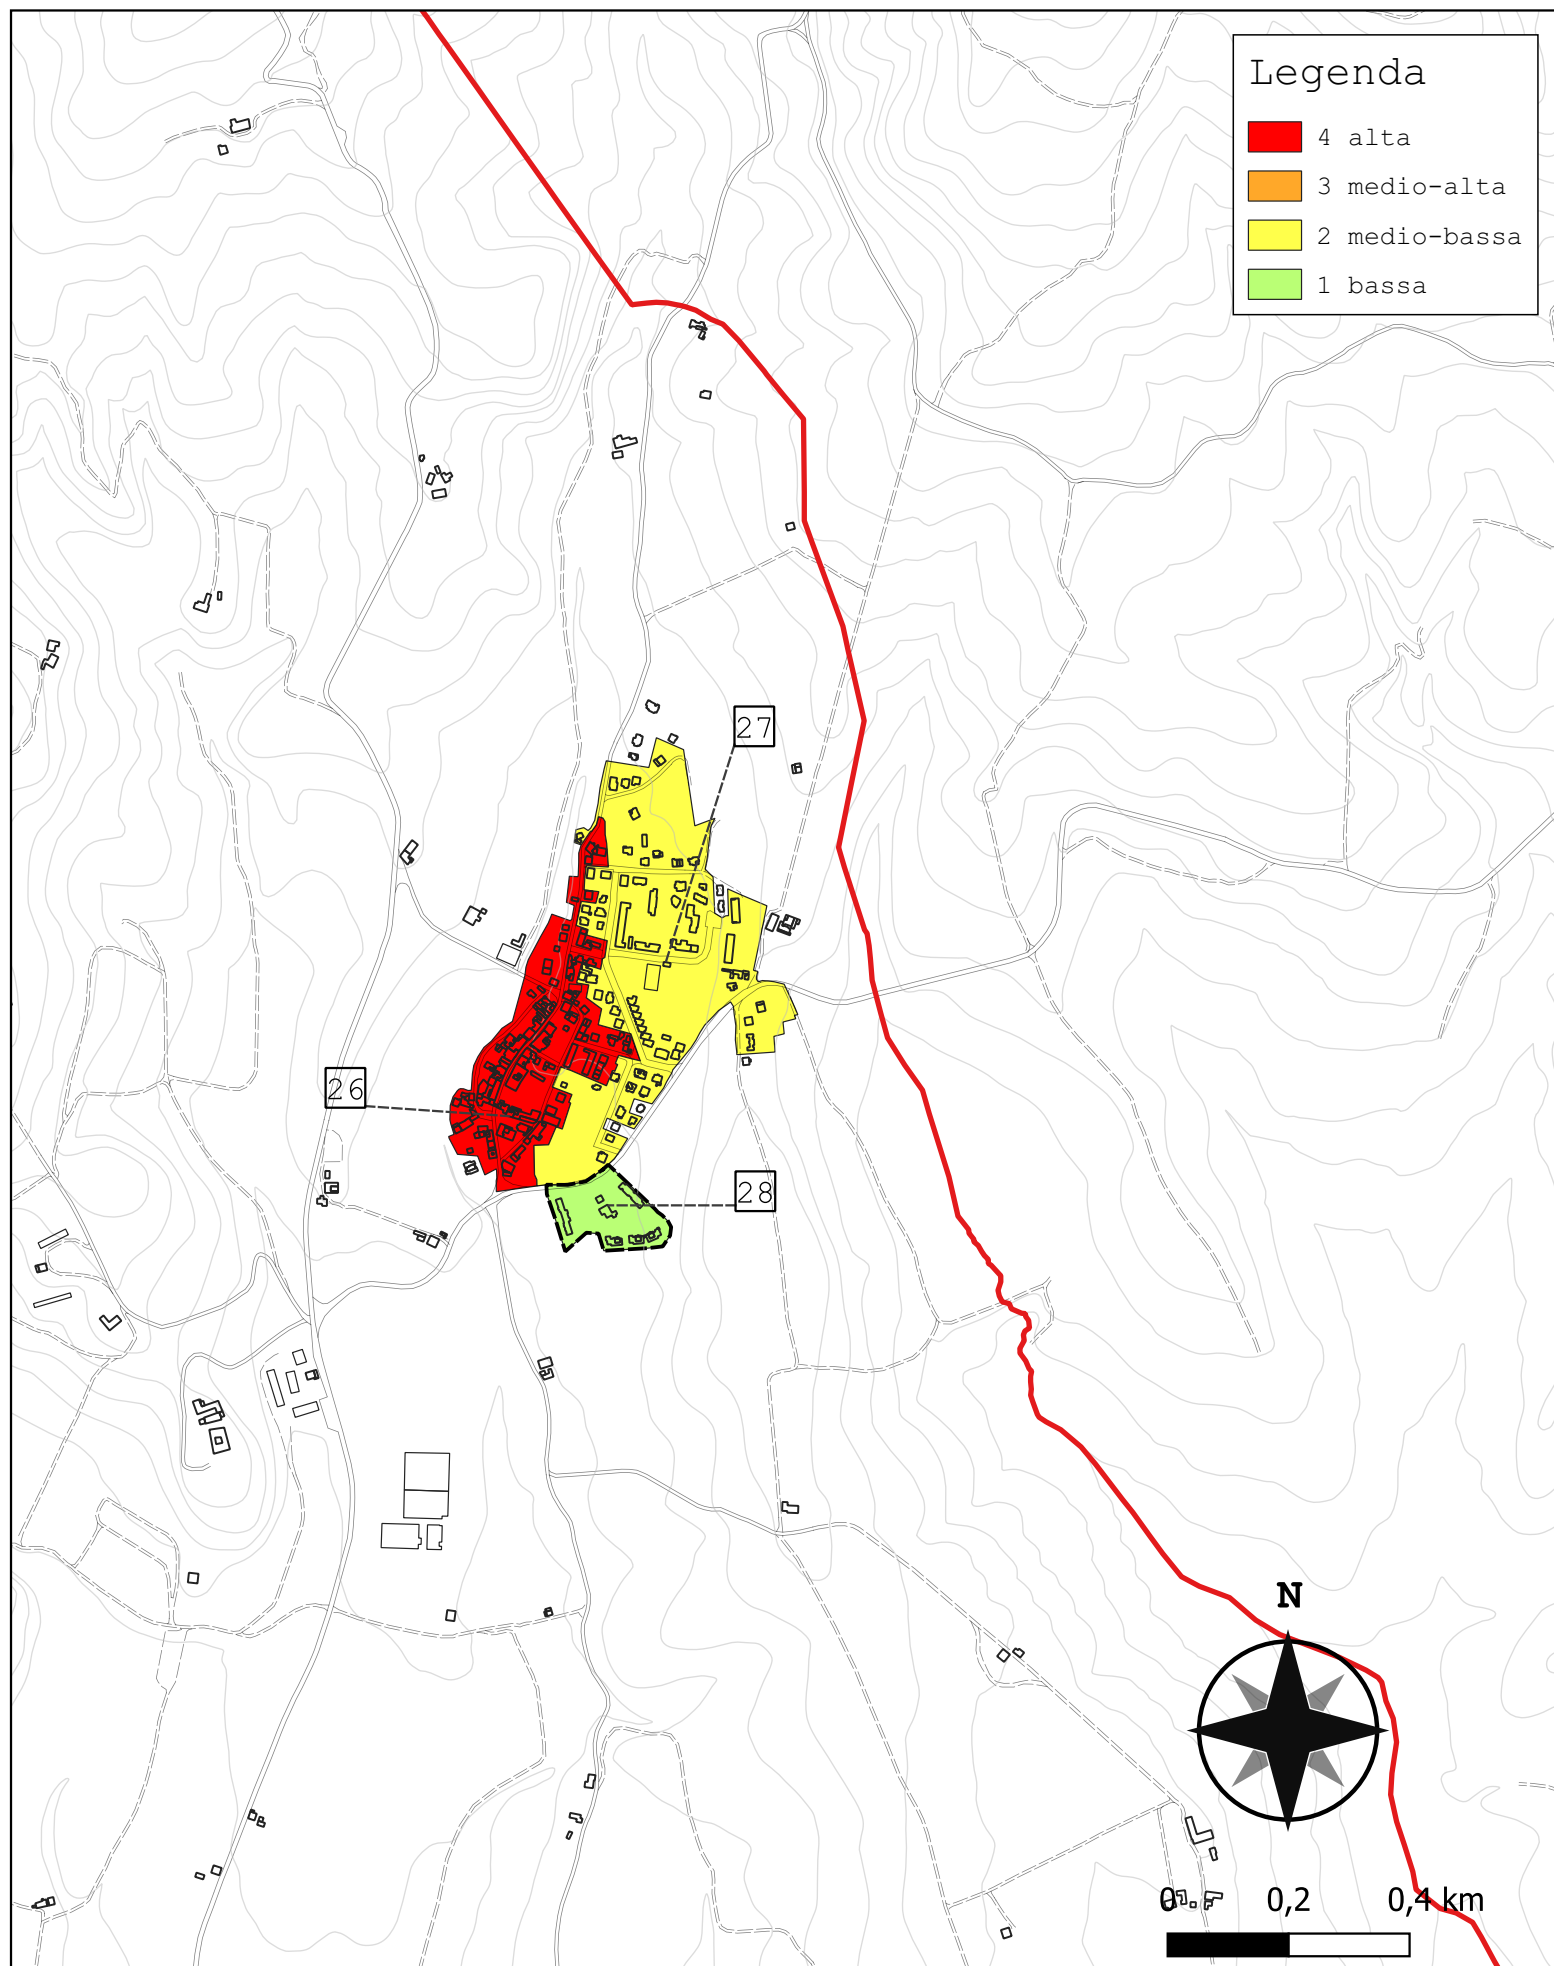 Legenda
4 alta
3 medio-alta
2 medio-bassa
1 bassa
27
26
28
N
0 0,2 0,4 km